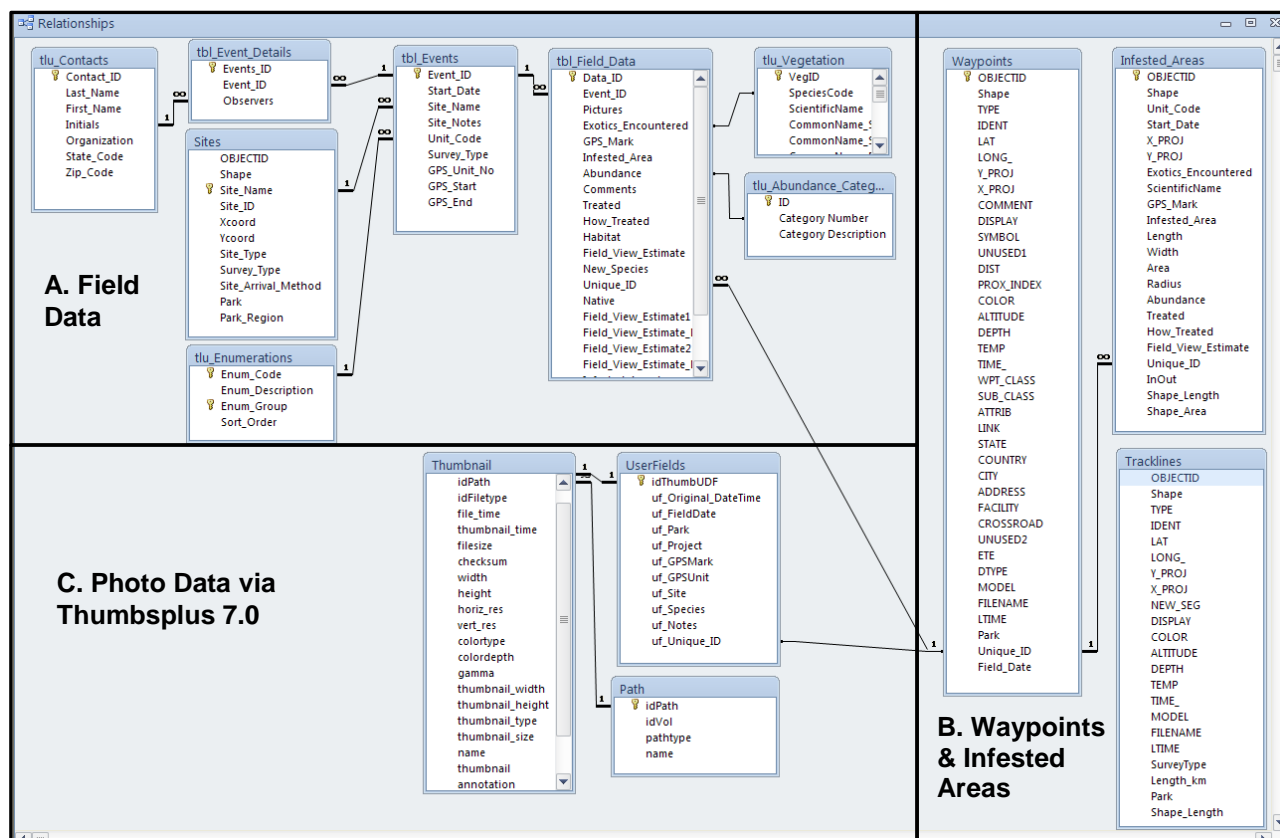 Relationships
tlu_Contacts
Contact_ID
Last_Name
First_Name
Initials
Organization
State_Code
Zip_Code
tbl_Event_Details
Events_ID
Event_ID
Observers
Sites
OBJECTID
Shape
Site_Name
Site_ID
Xcoord
Ycoord
Site_Type
Survey_Type
Site_Arrival_Method
Park
Park_Region
tlu_Enumerations
Enum_Code
Enum_Description
Enum_Group
Sort_Order
tbl_Events
Event_ID
Start_Date
Site_Name
Site_Notes
Unit_Code
Survey_Type
GPS_Unit_No
GPS_Start
GPS_End
tbl_Field_Data
Data_ID
Event_ID
Pictures
Exotics_Encountered
GPS_Mark
Infested_Area
Abundance
Comments
Treated
How_Treated
Habitat
Field_View_Estimate
New_Species
Unique_ID
Native
Field_View_Estimate1
Field_View_Estimate_
Field_View_Estimate2
Field_View_Estimate_
tlu_Vegetation
VegID
SpeciesCode
ScientificName
CommonName_
CommonName_
tlu_Abundance_Categ...
ID
Category Number
Category Description
A. Field
Data
Waypoints
OBJECTID
Shape
TYPE
IDENT
LAT
LONG_
Y_PROJ
X_PROJ
COMMENT
DISPLAY
SYMBOL
UNUSED1
DIST
PROX_INDEX
COLOR
ALTITUDE
DEPTH
TEMP
TIME_
WPT_CLASS
SUB_CLASS
ATTRIB
LINK
STATE
COUNTRY
CITY
ADDRESS
FACILITY
CROSSROAD
UNUSED2
ETE
DTYPE
MODEL
FILENAME
LTIME
Park
Unique_ID
Field_Date
Infested_Areas
OBJECTID
Shape
Unit_Code
Start_Date
X_PROJ
Y_PROJ
Exotics_Encountered
ScientificName
GPS_Mark
Infested_Area
Length
Width
Area
Radius
Abundance
Treated
How_Treated
Field_View_Estimate
Unique_ID
InOut
Shape_Length
Shape_Area
Tracklines
OBJECTID
Shape
TYPE
IDENT
LAT
LONG_
Y_PROJ
X_PROJ
NEW_SEG
DISPLAY
COLOR
ALTITUDE
DEPTH
TEMP
TIME_
MODEL
FILENAME
LTIME
SurveyType
Length_km
Park
Shape_Length
B. Waypoints
& Infested
Areas
C. Photo Data via
Thumbsplus 7.0
Thumbnail
idPath
idFiletype
file_time
thumbnail_time
filesize
checksum
width
height
horiz_res
vert_res
colortype
colordepth
gamma
thumbnail_width
thumbnail_height
thumbnail_type
thumbnail_size
name
thumbnail
annotation
UserFields
idThumbUDF
uf_Original_DateTime
uf_FieldDate
uf_Park
uf_Project
uf_GPSMark
uf_GPSUnit
uf_Site
uf_Species
uf_Notes
uf_Unique_ID
Path
idPath
idVol
pathtype
name